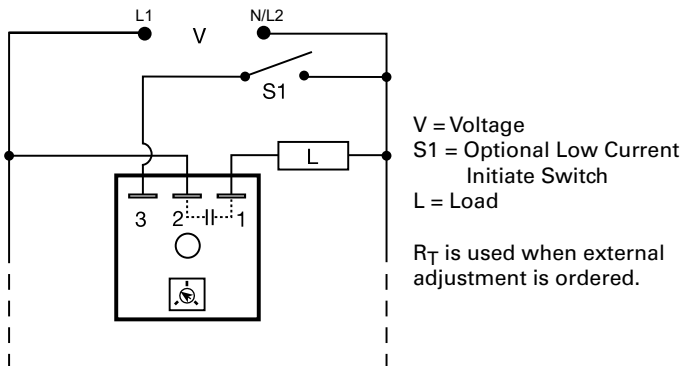 L1 V N/L2
S1
L
3 2 1
V = Voltage
S1 = Optional Low Current
Initiate Switch
L = Load
RT is used when external
adjustment is ordered.